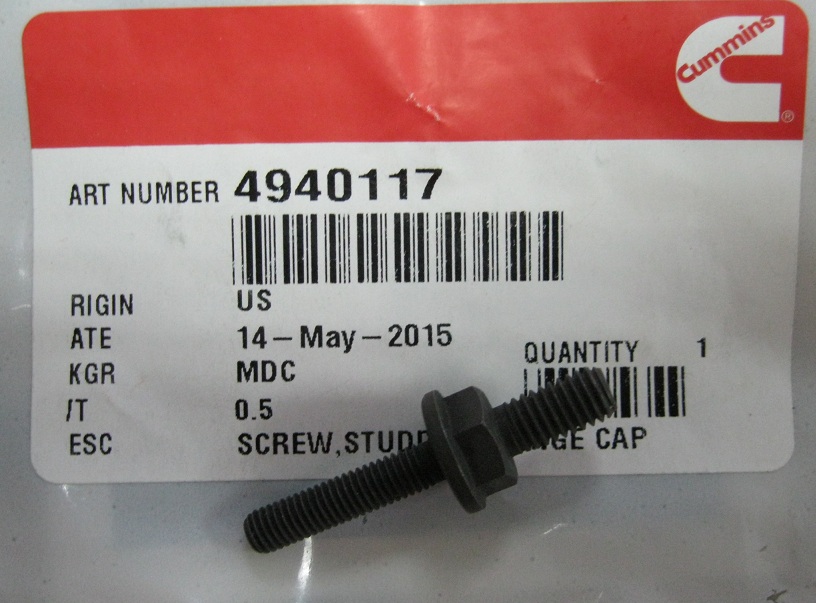 Cummins
®
ART NUMBER 4940117
RIGIN US
ATE 14-May-2015
KGR MDC
QUANTITY 1
/T 0.5
ESC SCREW,STUD CAP